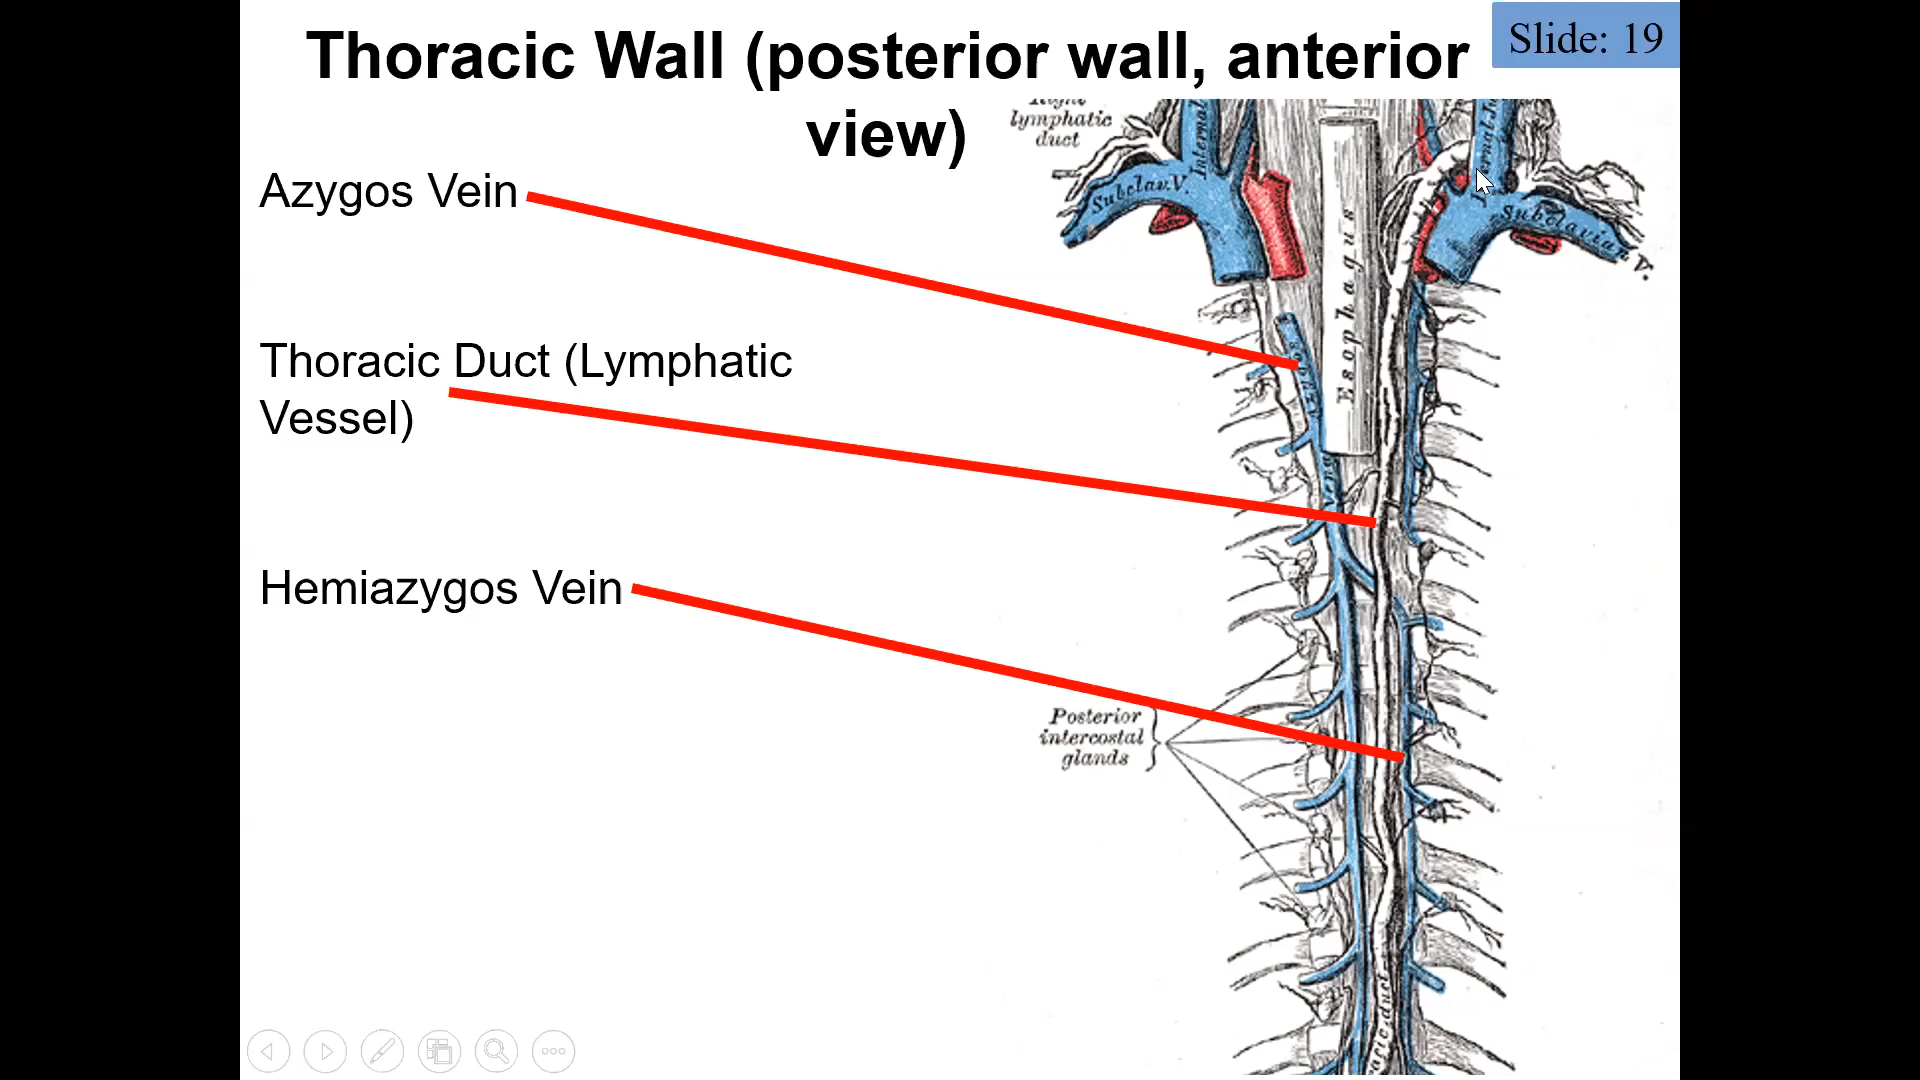 Thoracic Wall (posterior wall, anterior
view)
Slide: 19
Azygos Vein
Thoracic Duct (Lymphatic
Vessel)
Hemiazygos Vein
lymphatic
duct
Internal
Subclav. V.
Esophagus
Subclavian V.
Posterior
intercostal
glands